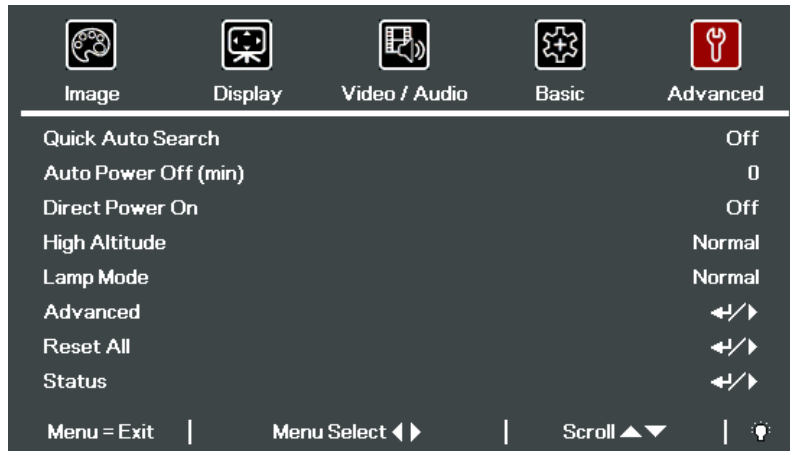 Image Display Video / Audio Basic Advanced
Quick Auto Search Off
Auto Power Off (min) 0
Direct Power On Off
High Altitude Normal
Lamp Mode Normal
Advanced ↵/▶
Reset All ↵/▶
Status ↵/▶
Menu = Exit | Menu Select ◀▶ | Scroll ▲▼ |